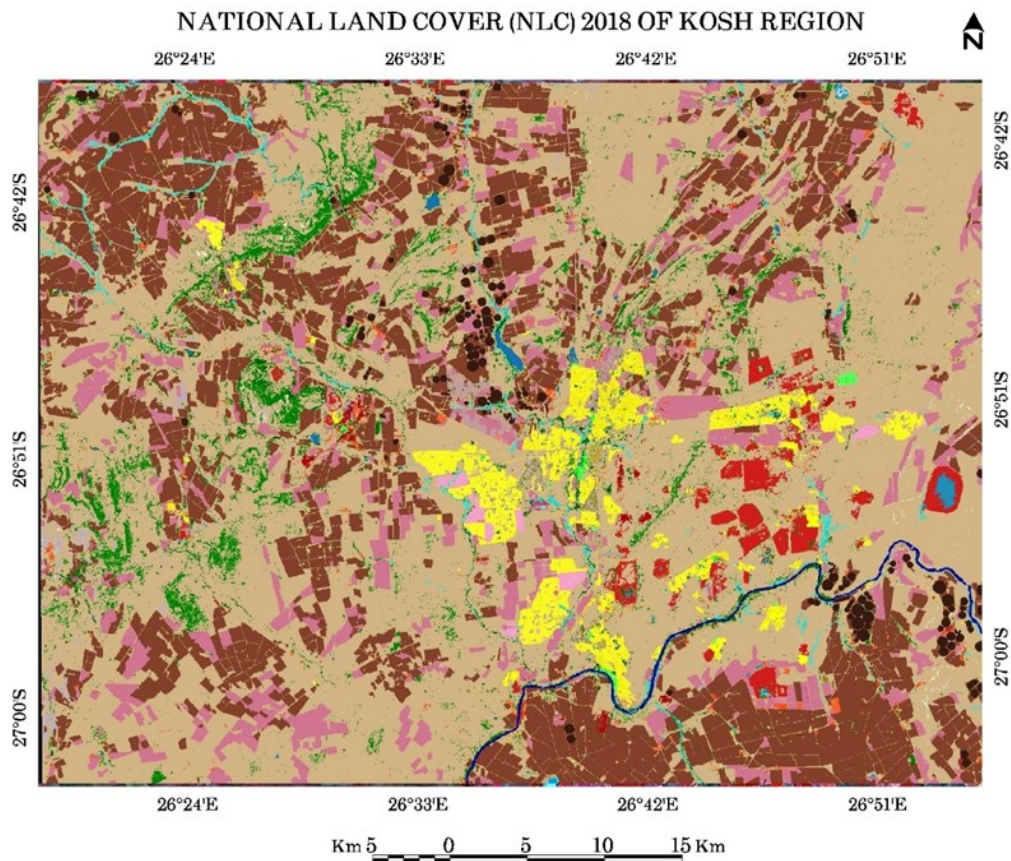 NATIONAL LAND COVER (NLC) 2018 OF KOSH REGION
N
26°24'E 26°33'E 26°42'E 26°51'E
26°42'S
26°42'S
26°51'S
26°51'S
27°00'S
27°00'S
26°24'E 26°33'E 26°42'E 26°51'E
Km 5 0 5 10 15 Km